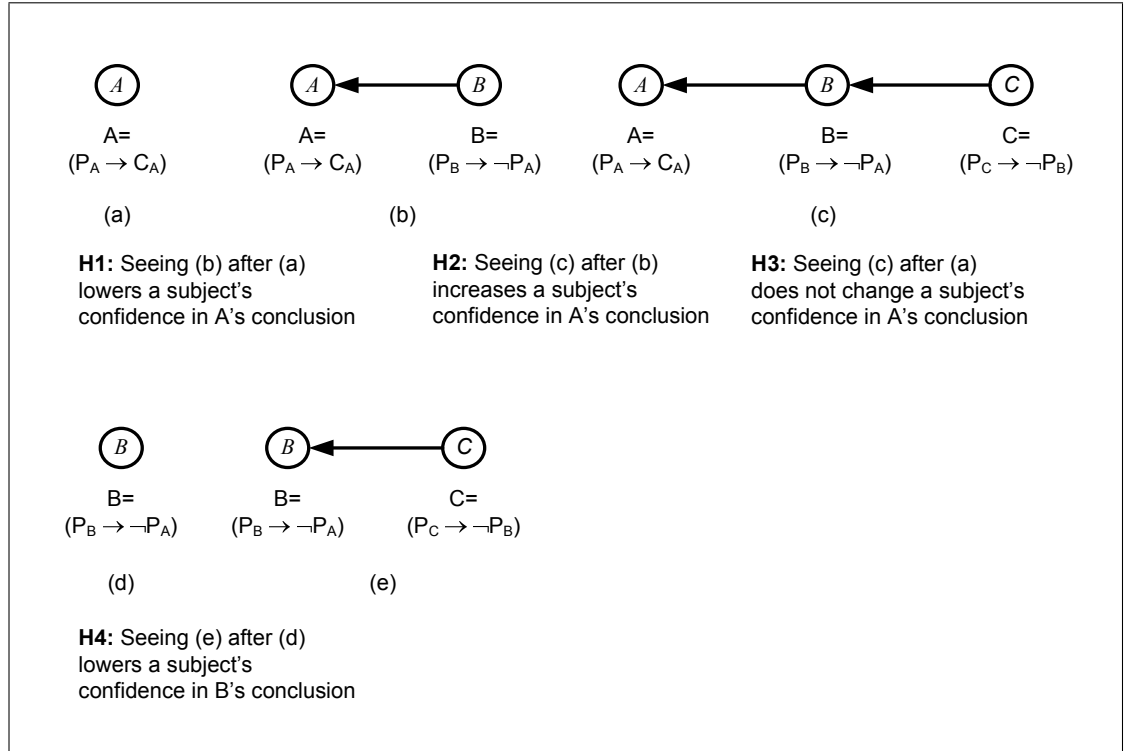 A A B A B C
A= A= B= A= B= C=
(P_A → C_A) (P_A → C_A) (P_B → ¬P_A) (P_A → C_A) (P_B → ¬P_A) (P_C → ¬P_B)
(a) (b) (c)
H1: Seeing (b) after (a)
lowers a subject's
confidence in A's conclusion
H2: Seeing (c) after (b)
increases a subject's
confidence in A's conclusion
H3: Seeing (c) after (a)
does not change a subject's
confidence in A's conclusion
B B C
B= B= C=
(P_B → ¬P_A) (P_B → ¬P_A) (P_C → ¬P_B)
(d) (e)
H4: Seeing (e) after (d)
lowers a subject's
confidence in B's conclusion